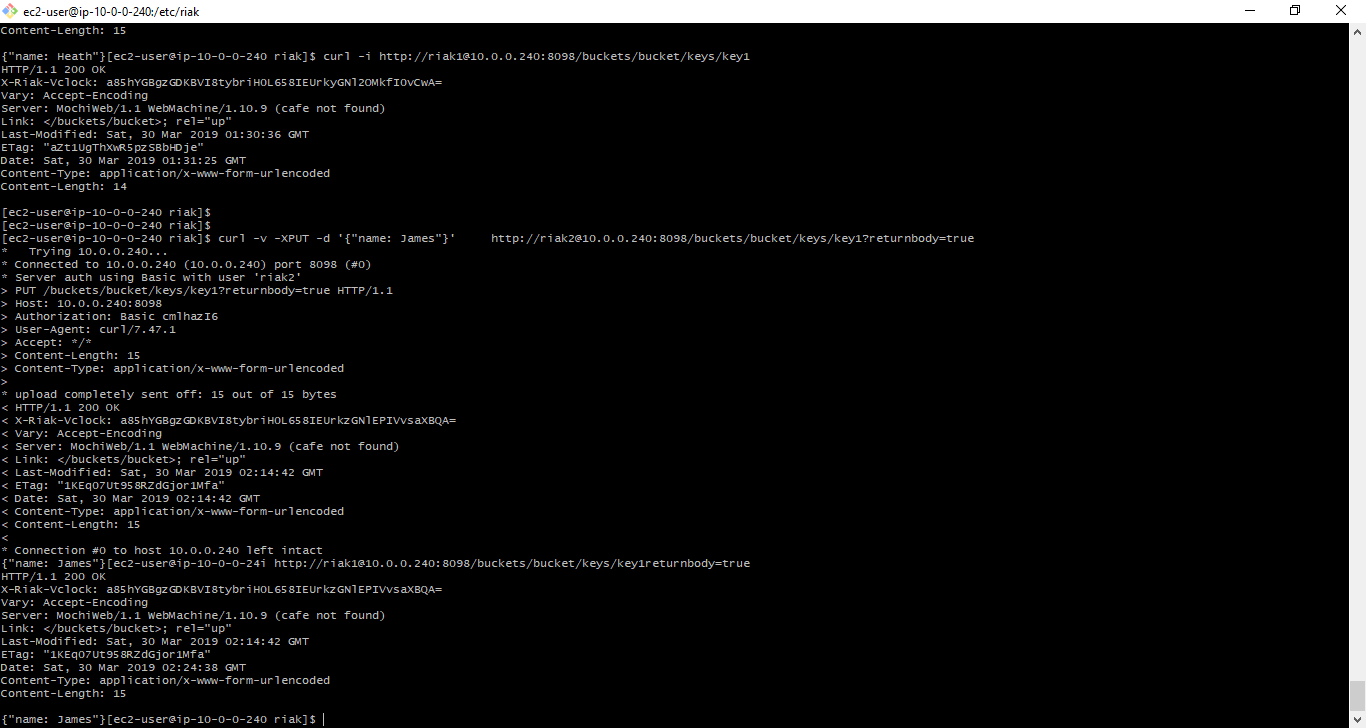 ec2-user@ip-10-0-0-240:/etc/riak
Content-Length: 15
{"name: Heath"}[ec2-user@ip-10-0-0-240 riak]$ curl -i http://riak1@10.0.0.240:8098/buckets/bucket/keys/key1
HTTP/1.1 200 OK
X-Riak-Vclock: a85hYGBgzGDKBVI8tybriH0L658IEUrkyGNl2OMkfI0vCwA=
Vary: Accept-Encoding
Server: MochiWeb/1.1 WebMachine/1.10.9 (cafe not found)
Link: </buckets/bucket>; rel="up"
Last-Modified: Sat, 30 Mar 2019 01:30:36 GMT
ETag: "aZt1UgThXwR5pzSBbHDje"
Date: Sat, 30 Mar 2019 01:31:25 GMT
Content-Type: application/x-www-form-urlencoded
Content-Length: 14
[ec2-user@ip-10-0-0-240 riak]$
[ec2-user@ip-10-0-0-240 riak]$
[ec2-user@ip-10-0-0-240 riak]$ curl -v -XPUT -d '{"name: James"}'     http://riak2@10.0.0.240:8098/buckets/bucket/keys/key1?returnbody=true
*   Trying 10.0.0.240...
* Connected to 10.0.0.240 (10.0.0.240) port 8098 (#0)
* Server auth using Basic with user 'riak2'
> PUT /buckets/bucket/keys/key1?returnbody=true HTTP/1.1
> Host: 10.0.0.240:8098
> Authorization: Basic cmlhazI6
> User-Agent: curl/7.47.1
> Accept: */*
> Content-Length: 15
> Content-Type: application/x-www-form-urlencoded
>
* upload completely sent off: 15 out of 15 bytes
< HTTP/1.1 200 OK
< X-Riak-Vclock: a85hYGBgzGDKBVI8tybriH0L658IEUrkzGNlEPIVvsaXBQA=
< Vary: Accept-Encoding
< Server: MochiWeb/1.1 WebMachine/1.10.9 (cafe not found)
< Link: </buckets/bucket>; rel="up"
< Last-Modified: Sat, 30 Mar 2019 02:14:42 GMT
< ETag: "1KEq07Ut958RZdGjor1Mfa"
< Date: Sat, 30 Mar 2019 02:14:42 GMT
< Content-Type: application/x-www-form-urlencoded
< Content-Length: 15
<
* Connection #0 to host 10.0.0.240 left intact
{"name: James"}[ec2-user@ip-10-0-0-24i http://riak1@10.0.0.240:8098/buckets/bucket/keys/key1returnbody=true
HTTP/1.1 200 OK
X-Riak-Vclock: a85hYGBgzGDKBVI8tybriH0L658IEUrkzGNlEPIVvsaXBQA=
Vary: Accept-Encoding
Server: MochiWeb/1.1 WebMachine/1.10.9 (cafe not found)
Link: </buckets/bucket>; rel="up"
Last-Modified: Sat, 30 Mar 2019 02:14:42 GMT
ETag: "1KEq07Ut958RZdGjor1Mfa"
Date: Sat, 30 Mar 2019 02:24:38 GMT
Content-Type: application/x-www-form-urlencoded
Content-Length: 15
{"name: James"}[ec2-user@ip-10-0-0-240 riak]$